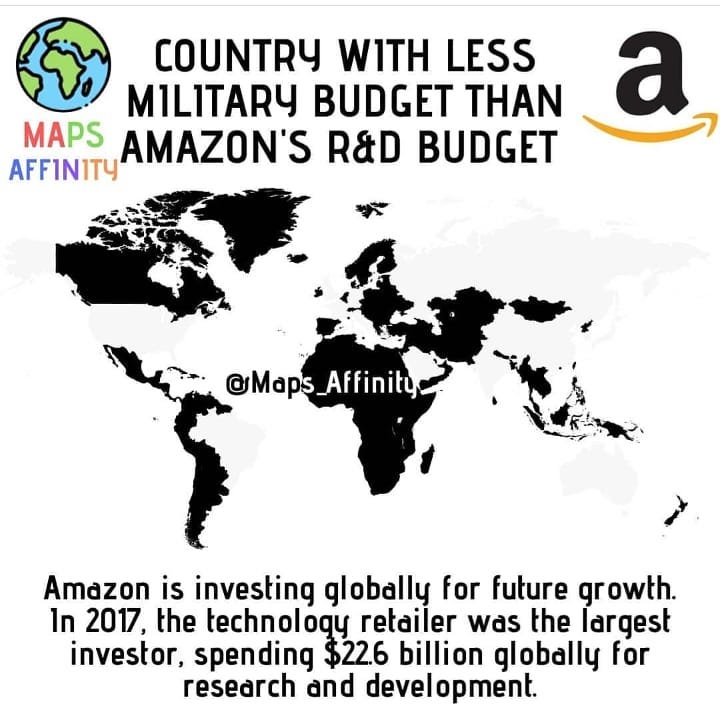 COUNTRY WITH LESS
MILITARY BUDGET THAN
AMAZON'S R&D BUDGET
a
MAPS
AFFINITY
@Maps_Affinity
Amazon is investing globally for future growth.
In 2017, the technology retailer was the largest
investor, spending $22.6 billion globally for
research and development.